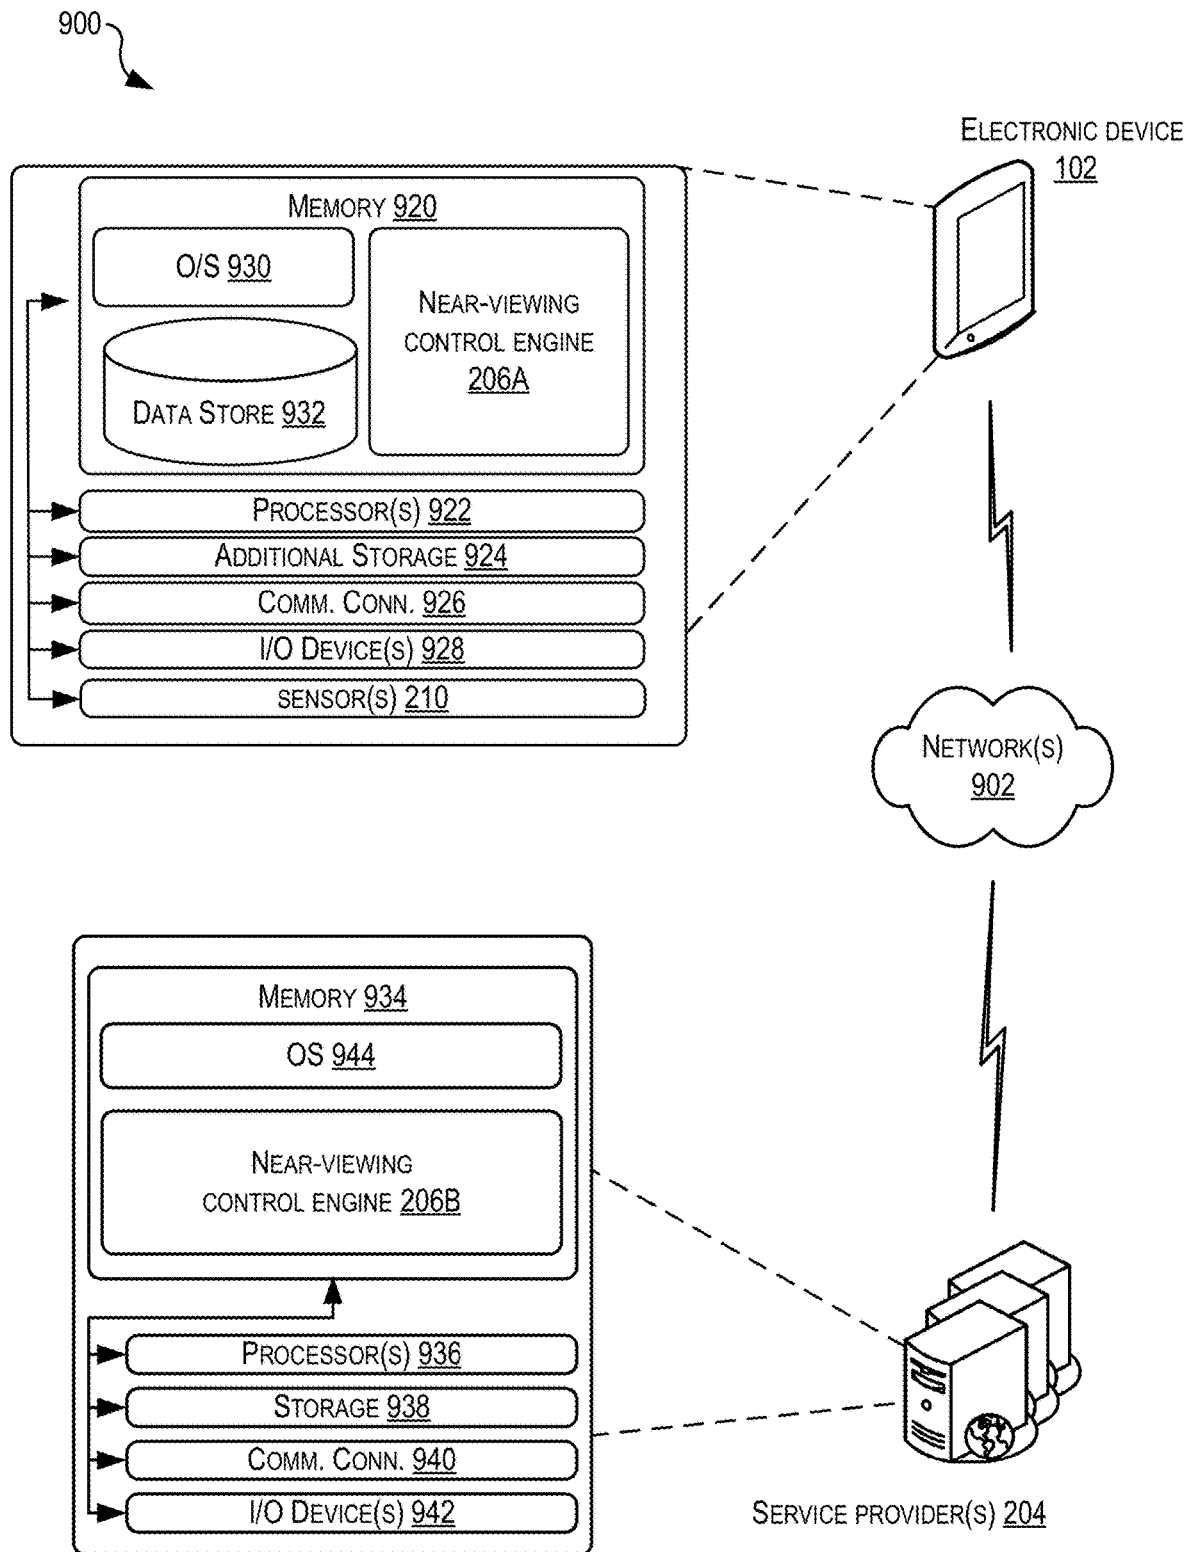 900
ELECTRONIC DEVICE
102
MEMORY 920
O/S 930
NEAR-VIEWING
CONTROL ENGINE
206A
DATA STORE 932
PROCESSOR(S) 922
ADDITIONAL STORAGE 924
COMM. CONN. 926
I/O DEVICE(S) 928
SENSOR(S) 210
NETWORK(S)
902
MEMORY 934
OS 944
NEAR-VIEWING
CONTROL ENGINE 206B
PROCESSOR(S) 936
STORAGE 938
COMM. CONN. 940
I/O DEVICE(S) 942
SERVICE PROVIDER(S) 204